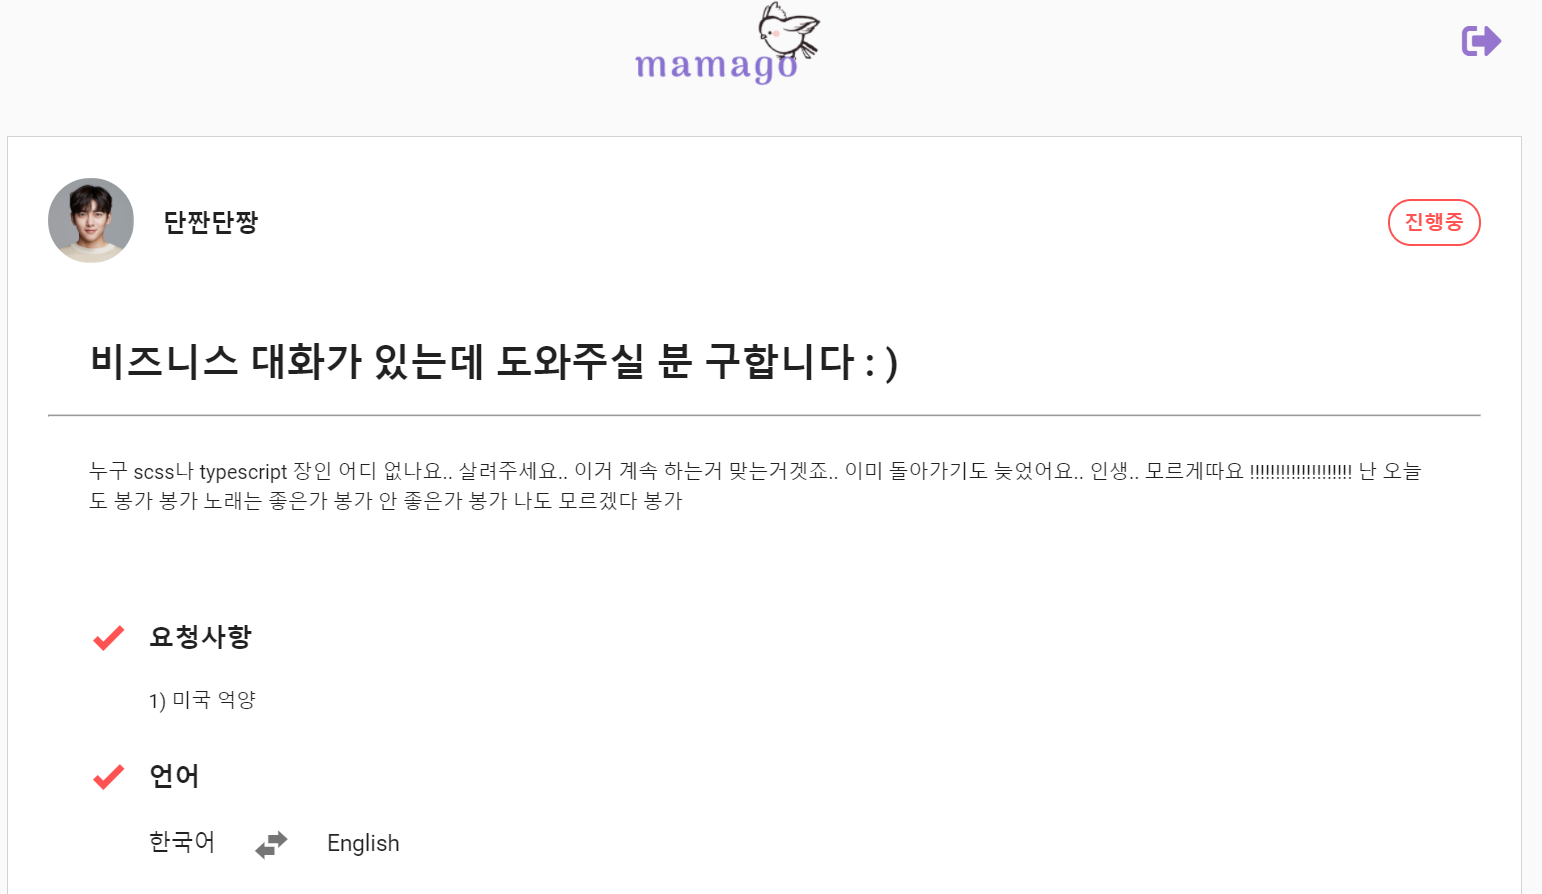 mamago
단짠단짱
진행중
비즈니스 대화가 있는데 도와주실 분 구합니다 : )
누구 scss나 typescript 장인 어디 없나요.. 살려주세요.. 이거 계속 하는거 맞는거겟죠.. 이미 돌아가기도 늦었어요.. 인생.. 모르게따요 !!!!!!!!!!!!!!!!!!!! 난 오늘
도 봉가 봉가 노래는 좋은가 봉가 안 좋은가 봉가 나도 모르겠다 봉가
요청사항
1) 미국 억양
언어
한국어 English